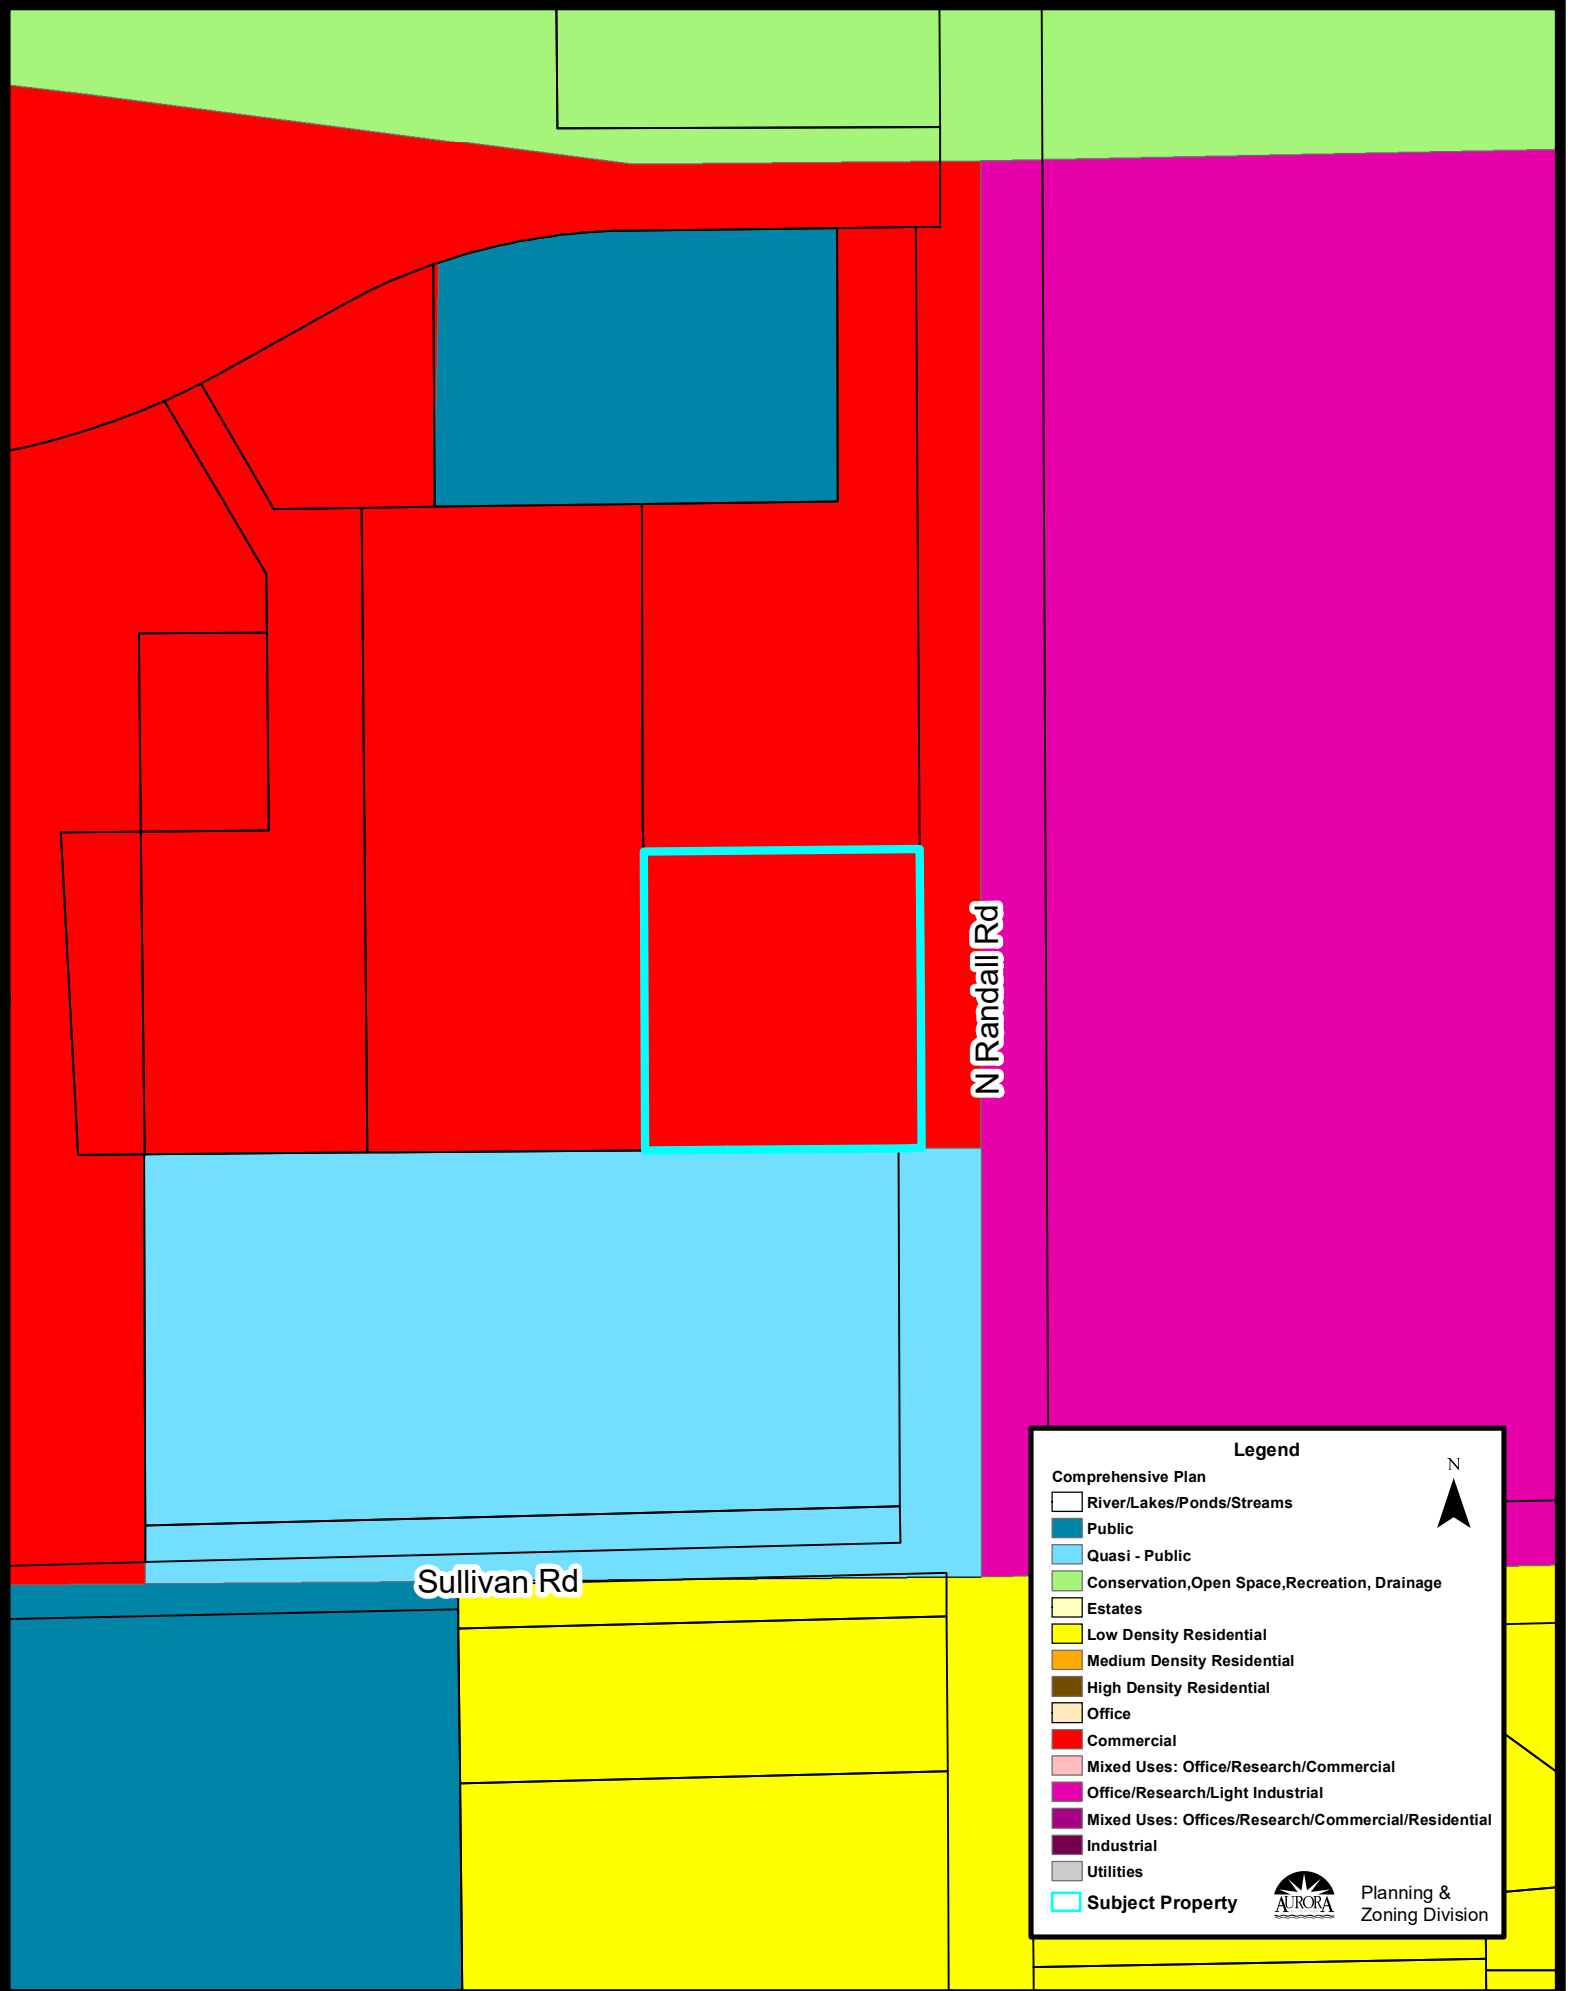 N Randall Rd
Sullivan Rd
Legend
N
Comprehensive Plan
River/Lakes/Ponds/Streams
Public
Quasi - Public
Conservation,Open Space,Recreation, Drainage
Estates
Low Density Residential
Medium Density Residential
High Density Residential
Office
Commercial
Mixed Uses: Office/Research/Commercial
Office/Research/Light Industrial
Mixed Uses: Offices/Research/Commercial/Residential
Industrial
Utilities
Subject Property
AURORA
Planning &
Zoning Division